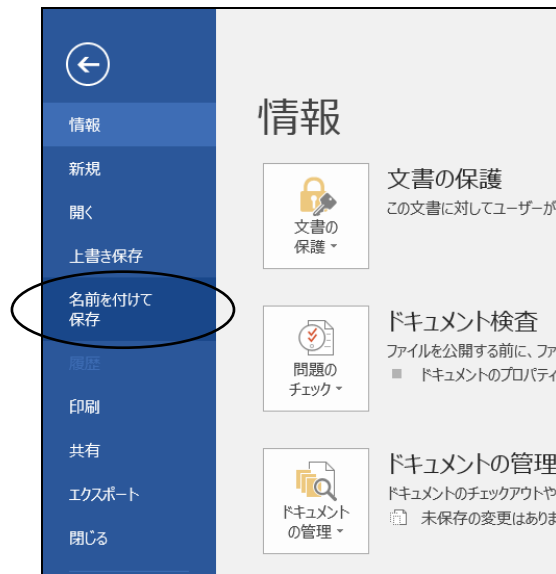 情報
新規
開く
上書き保存
名前を付けて
保存
履歴
印刷
共有
エクスポート
閉じる
情報
文書の
保護
文書の保護
この文書に対してユーザーが
問題の
チェック
ドキュメント検査
ファイルを公開する前に、ファ
ドキュメントのプロパティ
ドキュメント
の管理
ドキュメントの管理
ドキュメントのチェックアウトや
未保存の変更はありま